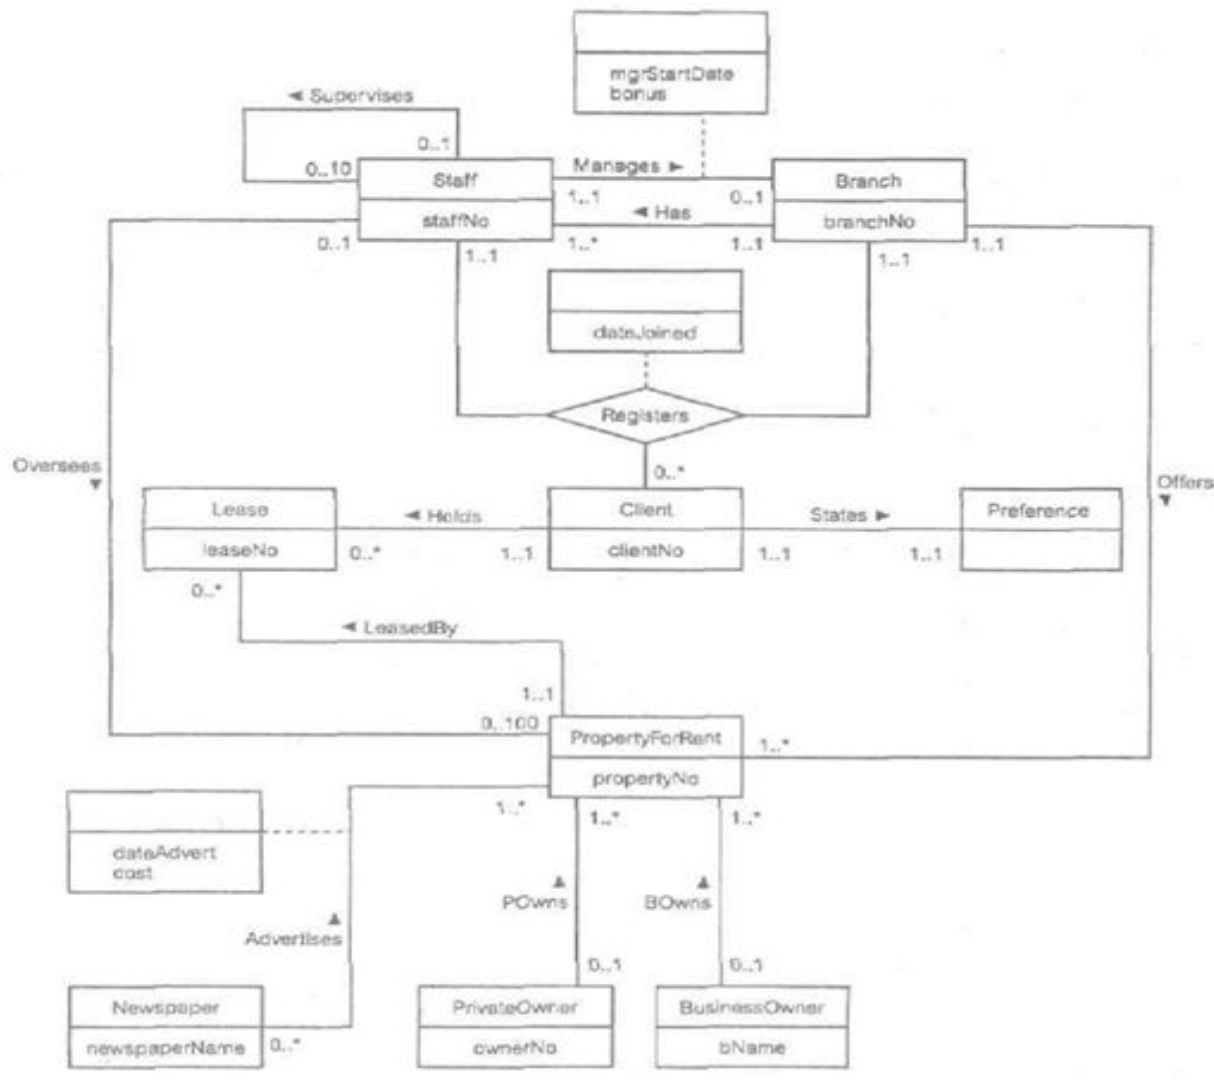 mgrStartDate
bonus
◄ Supervises
0..1
0..10
Staff
staffNo
Manages ►
1..1
0..1
Branch
branchNo
◄ Has
0..1
1..1
1..*
1..1
1..1
1..1
dateJoined
Registers
Oversees
▼
0..*
Offers
▼
Lease
leaseNo
◄ Holds
0..*
1..1
Client
clientNo
States ►
1..1
1..1
Preference
0..*
◄ LeasedBy
1..1
0..100
PropertyForRent
propertyNo
1..*
1..*
1..*
1..*
dateAdvert
cost
▲
POwns
▲
BOwns
▲
Advertises
0..1
0..1
Newspaper
newspaperName
0..*
PrivateOwner
ownerNo
BusinessOwner
bName